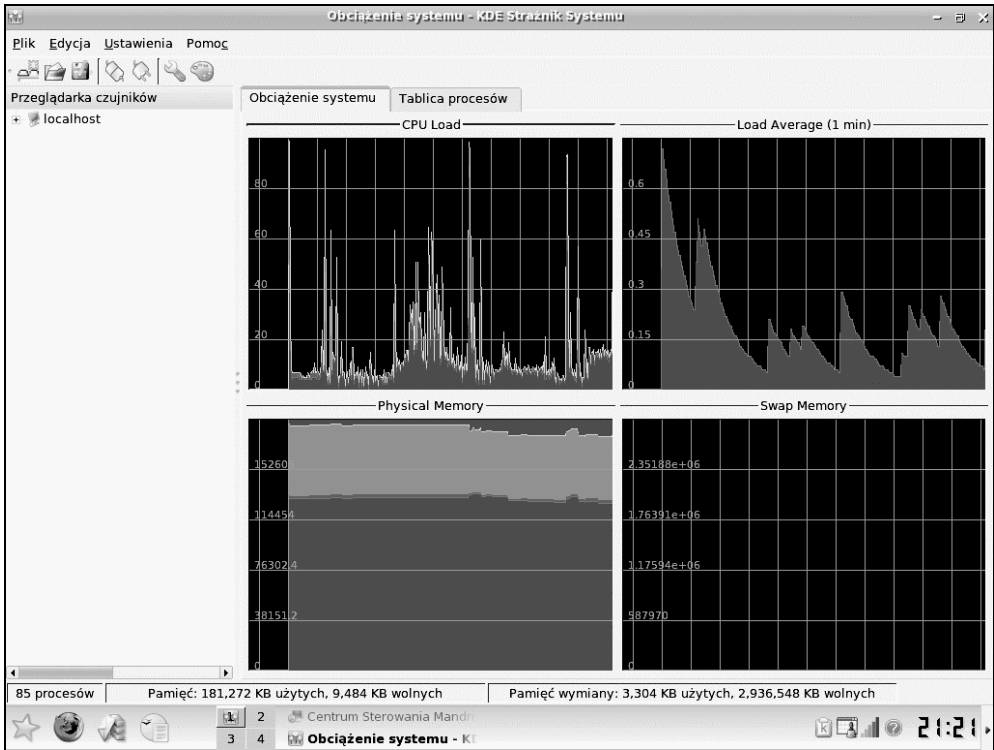 Obciążenie systemu - KDE Strażnik Systemu
Plik Edycja Ustawienia Pomoc
Przeglądarka czujników
localhost
Obciążenie systemu Tablica procesów
CPU Load
80
60
40
20
0
Load Average (1 min)
0.6
0.45
0.3
0.15
0
Physical Memory
15260
114454
76302.4
38151.2
0
Swap Memory
2.35188e+06
1.76391e+06
1.17594e+06
587970
0
85 procesów Pamięć: 181,272 KB użytych, 9,484 KB wolnych Pamięć wymiany: 3,304 KB użytych, 2,936,548 KB wolnych
1 2
3 4
Centrum Sterowania Mandr
Obciążenie systemu - K
21:21